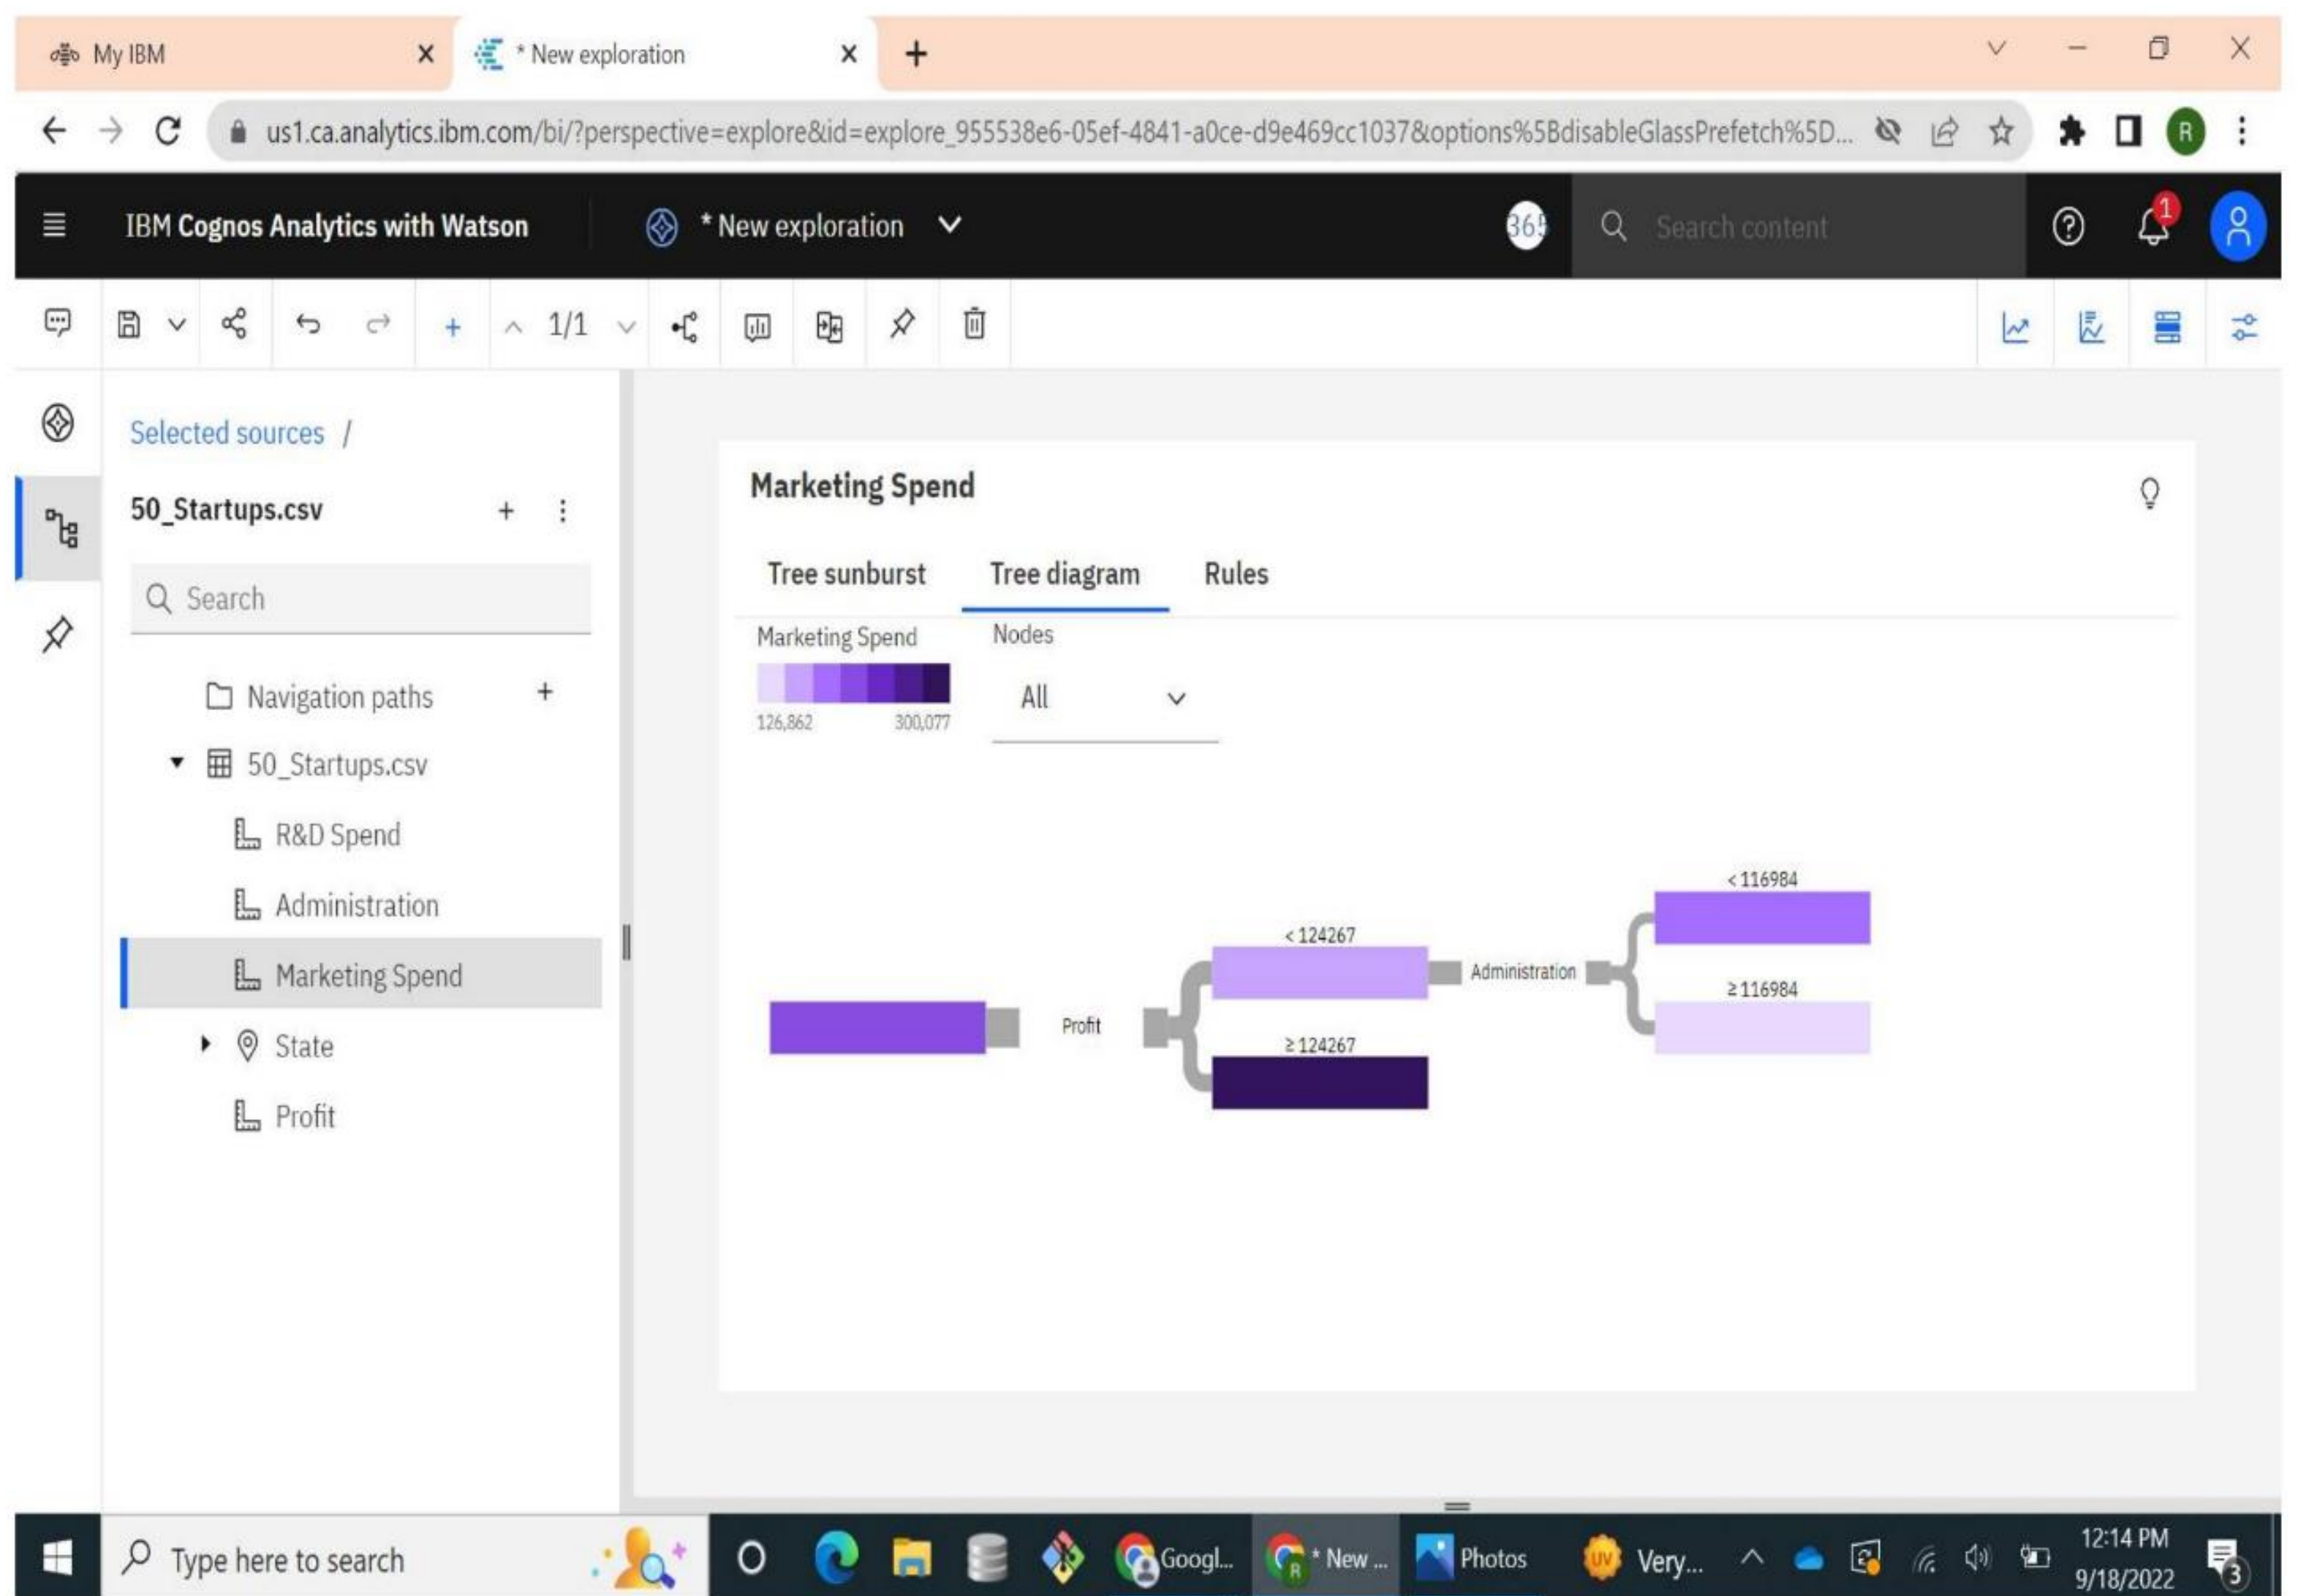 My IBM
* New exploration
us1.ca.analytics.ibm.com/bi/?perspective=explore&id=explore_955538e6-05ef-4841-a0ce-d9e469cc1037&options%5BdisableGlassPrefetch%5D...
R
IBM Cognos Analytics with Watson
* New exploration
365
Search content
1
1/1
Selected sources /
50_Startups.csv
Search
Navigation paths
50_Startups.csv
R&D Spend
Administration
Marketing Spend
State
Profit
Marketing Spend
Tree sunburst Tree diagram Rules
Marketing Spend
Nodes
All
126,862 300,077
< 116984
< 124267
Administration
≥ 116984
Profit
≥ 124267
Type here to search
Googl...
R
* New ...
Photos
UV
Very...
12:14 PM
9/18/2022
3